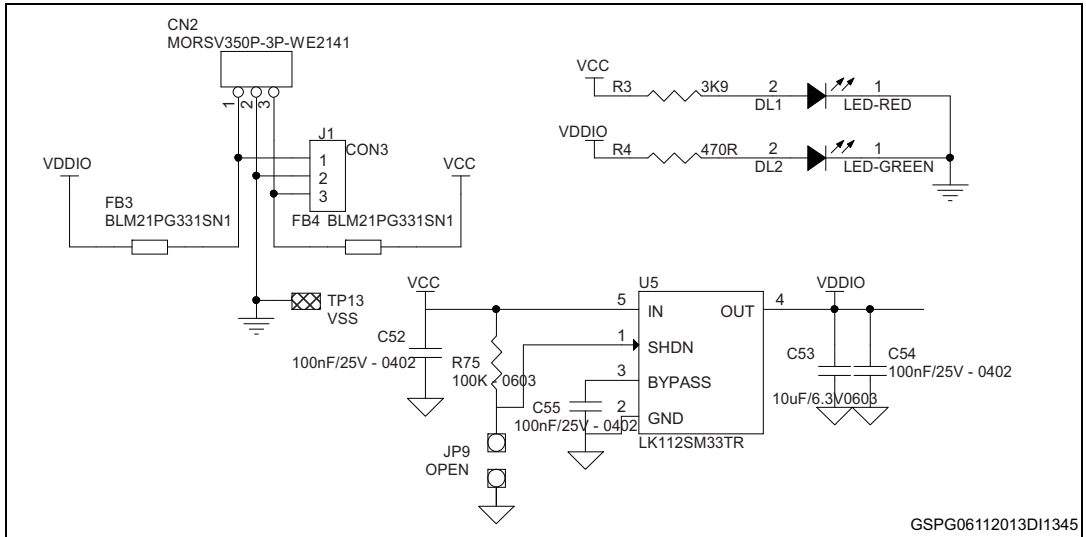 CN2
MORSV350P-3P-WE2141
1 2 3
J1
CON3
1
2
3
VDDIO
VCC
FB3
BLM21PG331SN1
FB4 BLM21PG331SN1
TP13
VSS
VCC
R3 3K9 2 1
DL1 LED-RED
VDDIO
R4 470R 2 1
DL2 LED-GREEN
VCC
C52
100nF/25V - 0402
R75
100K - 0603
JP9
OPEN
C55
100nF/25V - 0402
U5
5 IN OUT 4
1 SHDN
3 BYPASS
2 GND
LK112SM33TR
VDDIO
C53
10uF/6.3V0603
C54
100nF/25V - 0402
GSPG06112013DI1345